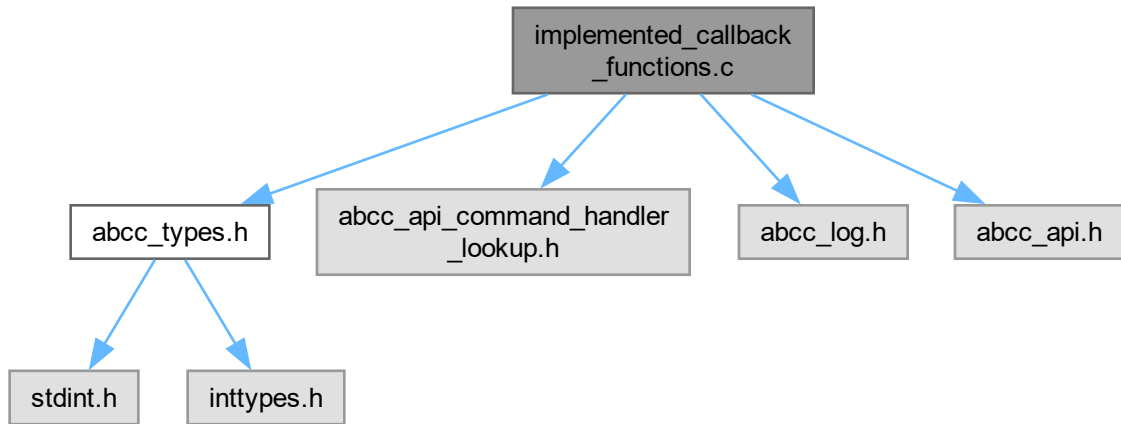 implemented_callback
_functions.c
abcc_types.h
abcc_api_command_handler
_lookup.h
abcc_log.h
abcc_api.h
stdint.h
inttypes.h